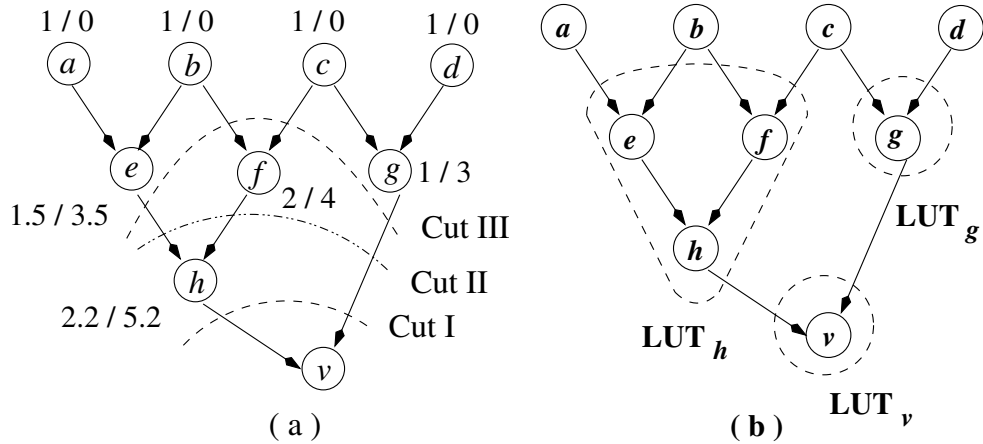 1 / 0 1 / 0 1 / 0 1 / 0
a b c d
e f g
1.5 / 3.5 2 / 4 1 / 3
Cut III
h
Cut II
2.2 / 5.2
Cut I
v
( a )
a b c d
e f g
LUT g
h
LUT h
v
LUT v
( b )